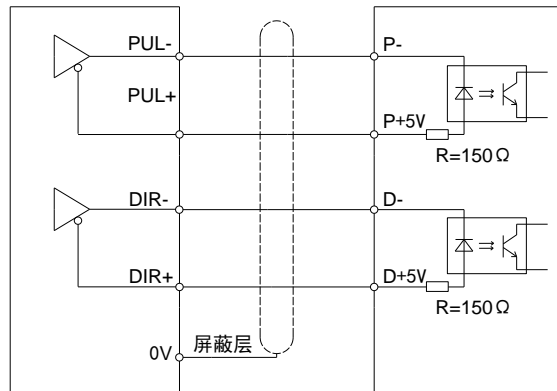 PUL-
P-
PUL+
P+5V
R=150Ω
DIR-
D-
DIR+
D+5V
R=150Ω
0V
屏蔽层